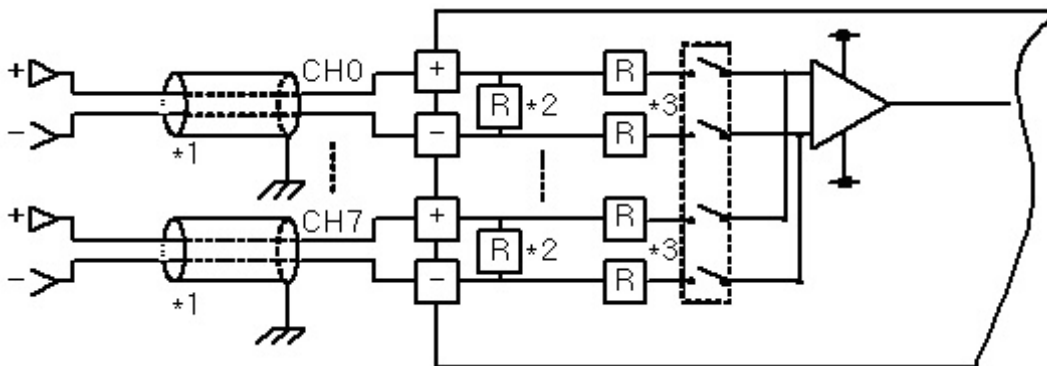 + CH0 + R
R *2 *3
− − R
*1
+ CH7 + R
R *2 *3
− − R
*1